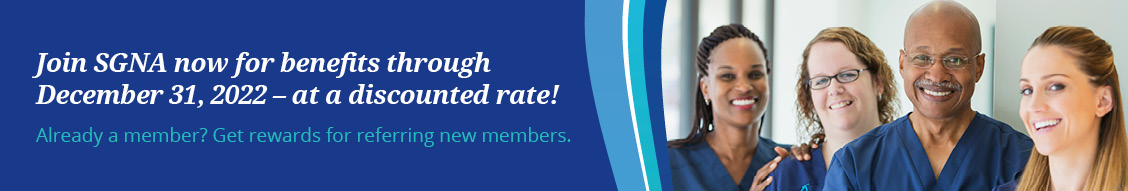 Join SGNA now for benefits through
December 31, 2022 – at a discounted rate!
Already a member? Get rewards for referring new members.